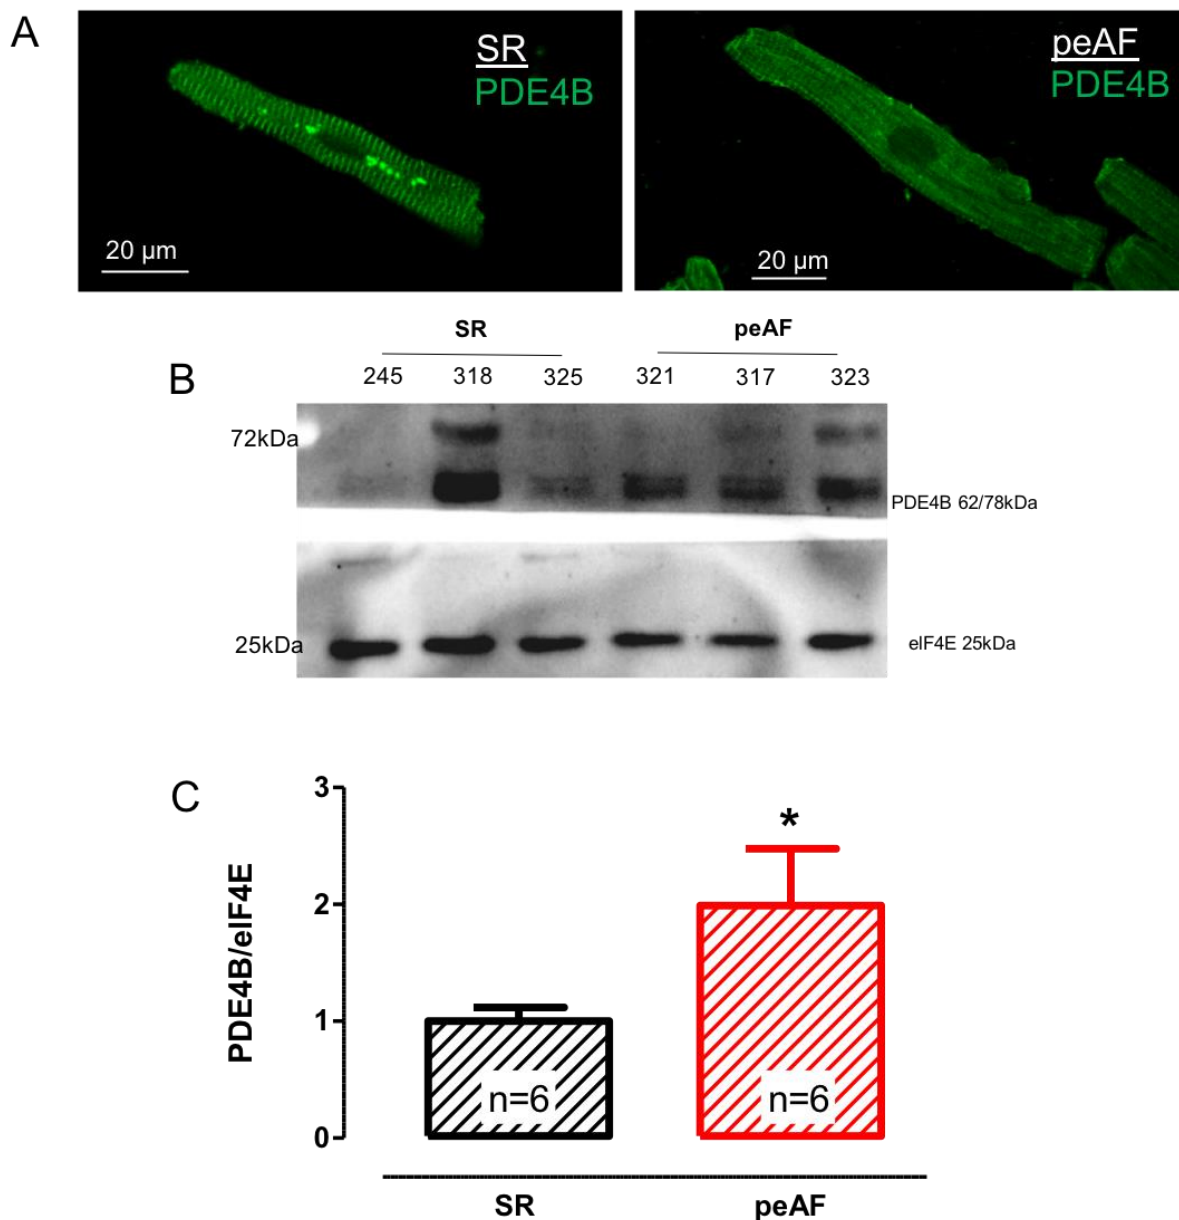 A
SR
PDE4B
20 µm
peAF
PDE4B
20 µm
B
SR
peAF
245 318 325 321 317 323
72kDa
PDE4B 62/78kDa
25kDa
eIF4E 25kDa
C
PDE4B/eIF4E
3
2
1
0
*
n=6
n=6
SR
peAF